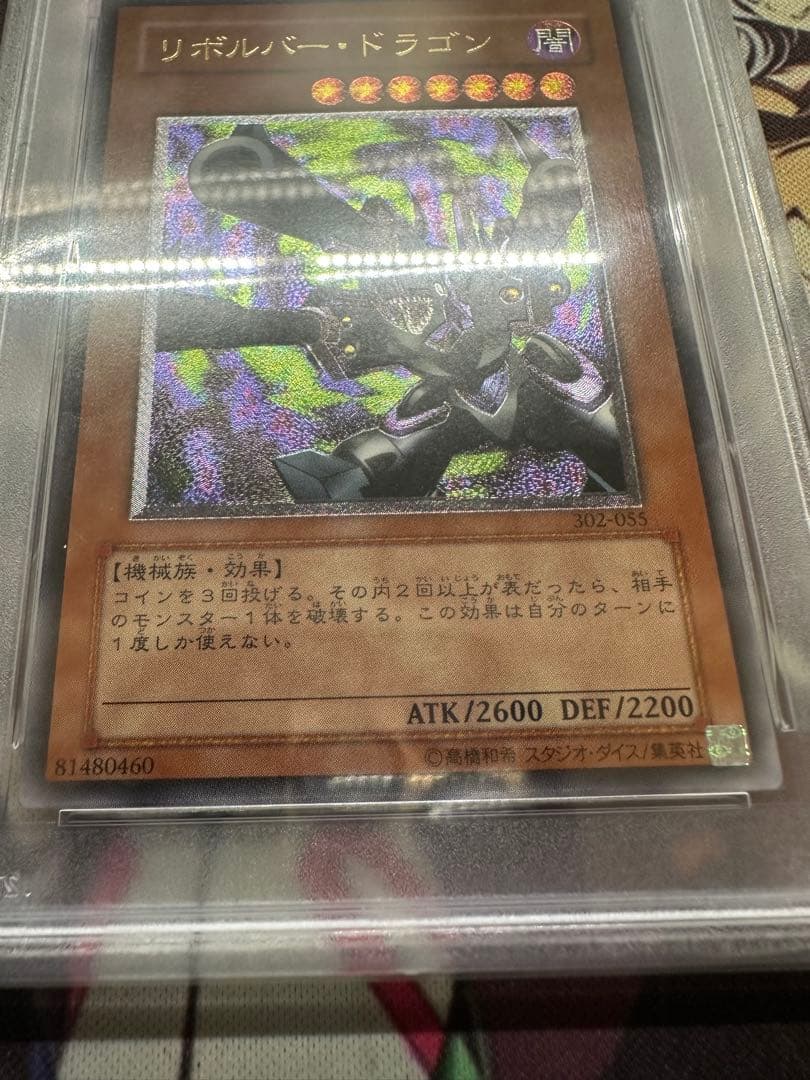 リボルバー・ドラゴン 闇
302-055
【機械族・効果】
コインを3回投げる。その内2回以上が表だったら、相手
のモンスター1体を破壊する。この効果は自分のターンに
1度しか使えない。
ATK/2600 DEF/2200
81480460 ©高橋和希 スタジオ・ダイス/集英社